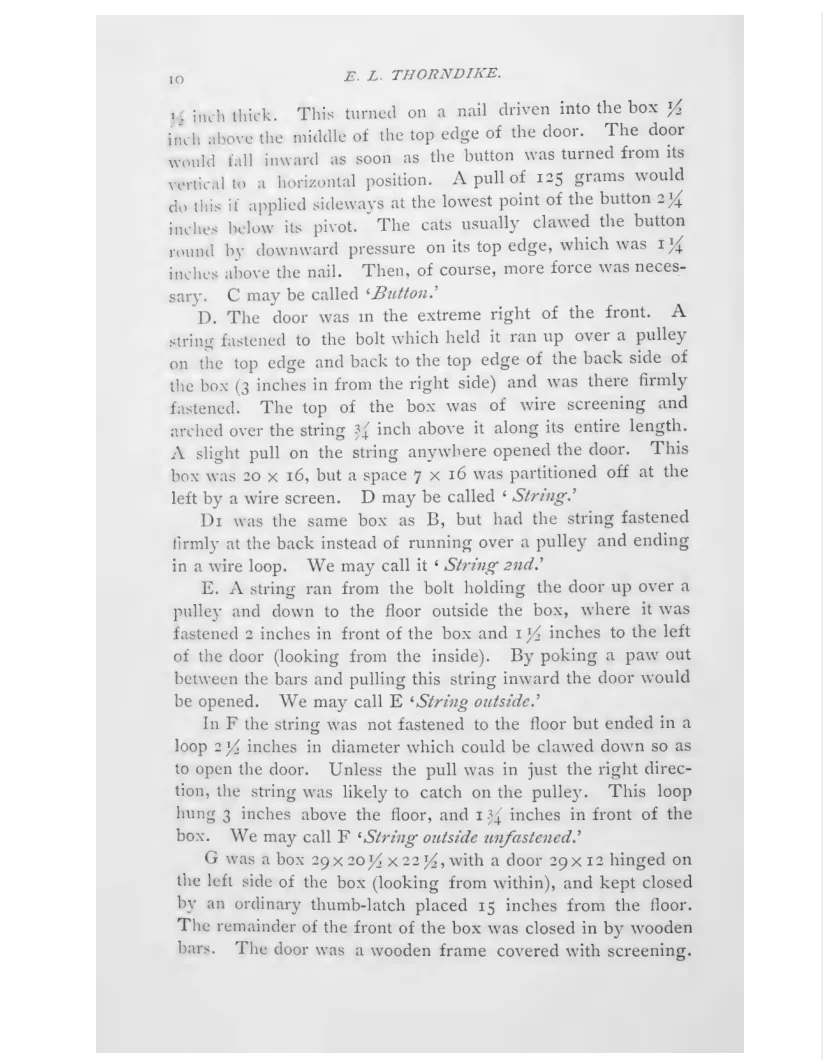 10
E. L. THORNDIKE.
½ inch thick. This turned on a nail driven into the box ½
inch above the middle of the top edge of the door. The door
would fall inward as soon as the button was turned from its
vertical to a horizontal position. A pull of 125 grams would
do this if applied sideways at the lowest point of the button 2¼
inches below its pivot. The cats usually clawed the button
round by downward pressure on its top edge, which was 1¼
inches above the nail. Then, of course, more force was neces-
sary. C may be called ‘Button.’
D. The door was in the extreme right of the front. A
string fastened to the bolt which held it ran up over a pulley
on the top edge and back to the top edge of the back side of
the box (3 inches in from the right side) and was there firmly
fastened. The top of the box was of wire screening and
arched over the string ¾ inch above it along its entire length.
A slight pull on the string anywhere opened the door. This
box was 20 × 16, but a space 7 × 16 was partitioned off at the
left by a wire screen. D may be called ‘String.’
D1 was the same box as B, but had the string fastened
firmly at the back instead of running over a pulley and ending
in a wire loop. We may call it ‘String 2nd.’
E. A string ran from the bolt holding the door up over a
pulley and down to the floor outside the box, where it was
fastened 2 inches in front of the box and 1½ inches to the left
of the door (looking from the inside). By poking a paw out
between the bars and pulling this string inward the door would
be opened. We may call E ‘String outside.’
In F the string was not fastened to the floor but ended in a
loop 2½ inches in diameter which could be clawed down so as
to open the door. Unless the pull was in just the right direc-
tion, the string was likely to catch on the pulley. This loop
hung 3 inches above the floor, and 1¾ inches in front of the
box. We may call F ‘String outside unfastened.’
G was a box 29 × 20½ × 22½, with a door 29 × 12 hinged on
the left side of the box (looking from within), and kept closed
by an ordinary thumb-latch placed 15 inches from the floor.
The remainder of the front of the box was closed in by wooden
bars. The door was a wooden frame covered with screening.